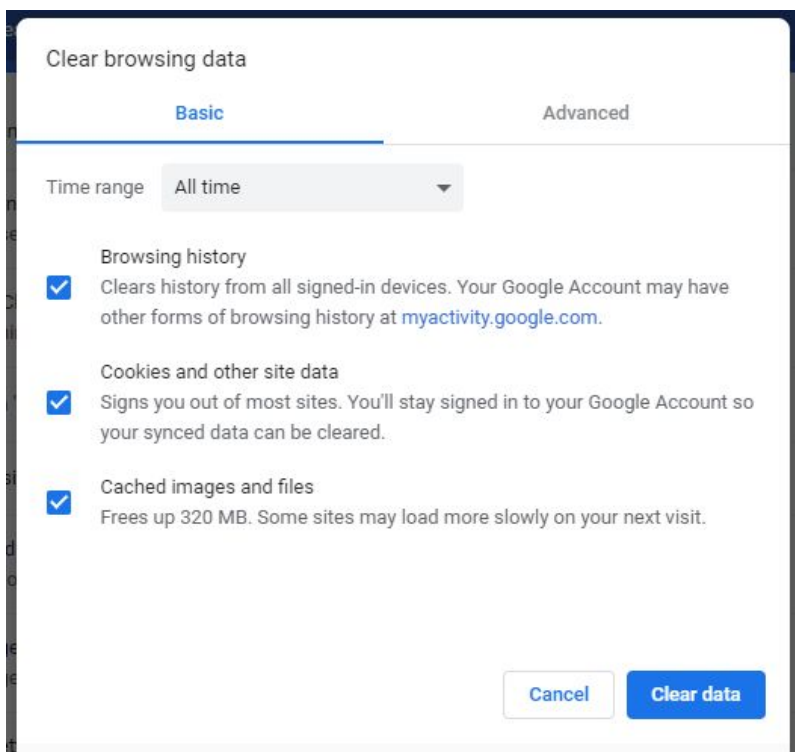 Clear browsing data
Basic
Advanced
Time range
All time
Browsing history
Clears history from all signed-in devices. Your Google Account may have
other forms of browsing history at myactivity.google.com.
Cookies and other site data
Signs you out of most sites. You'll stay signed in to your Google Account so
your synced data can be cleared.
Cached images and files
Frees up 320 MB. Some sites may load more slowly on your next visit.
Cancel
Clear data